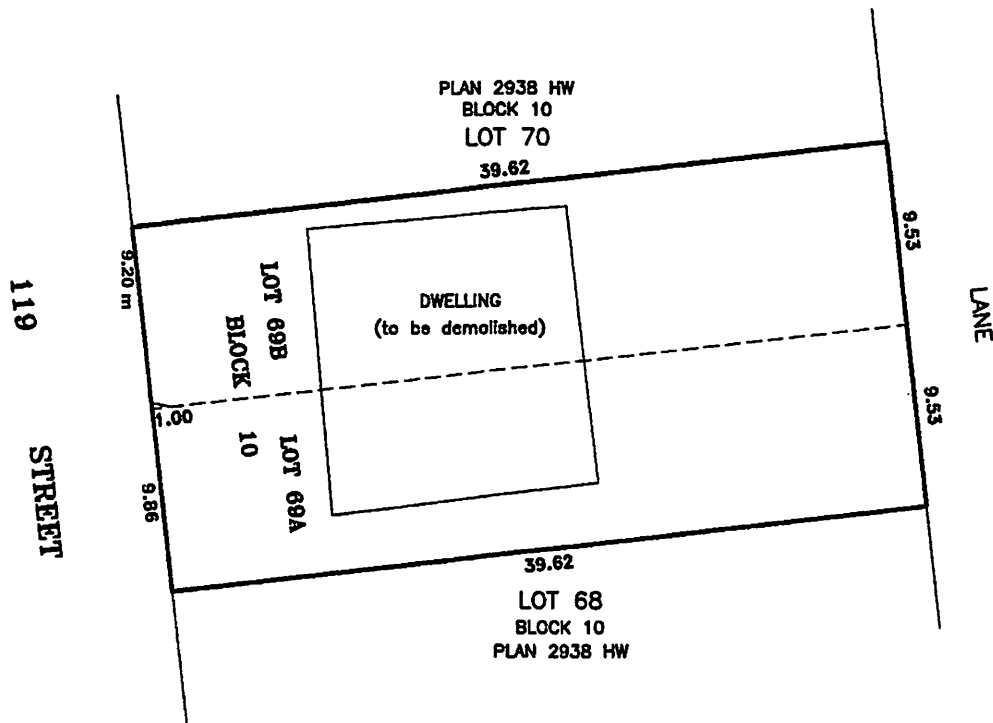 PLAN 2938 HW
BLOCK 10
LOT 70
39.62
9.20 m
9.53
119
STREET
LOT 69B
BLOCK
10
LOT 69A
DWELLING
(to be demolished)
LANE
1.00
9.86
9.53
39.62
LOT 68
BLOCK 10
PLAN 2938 HW